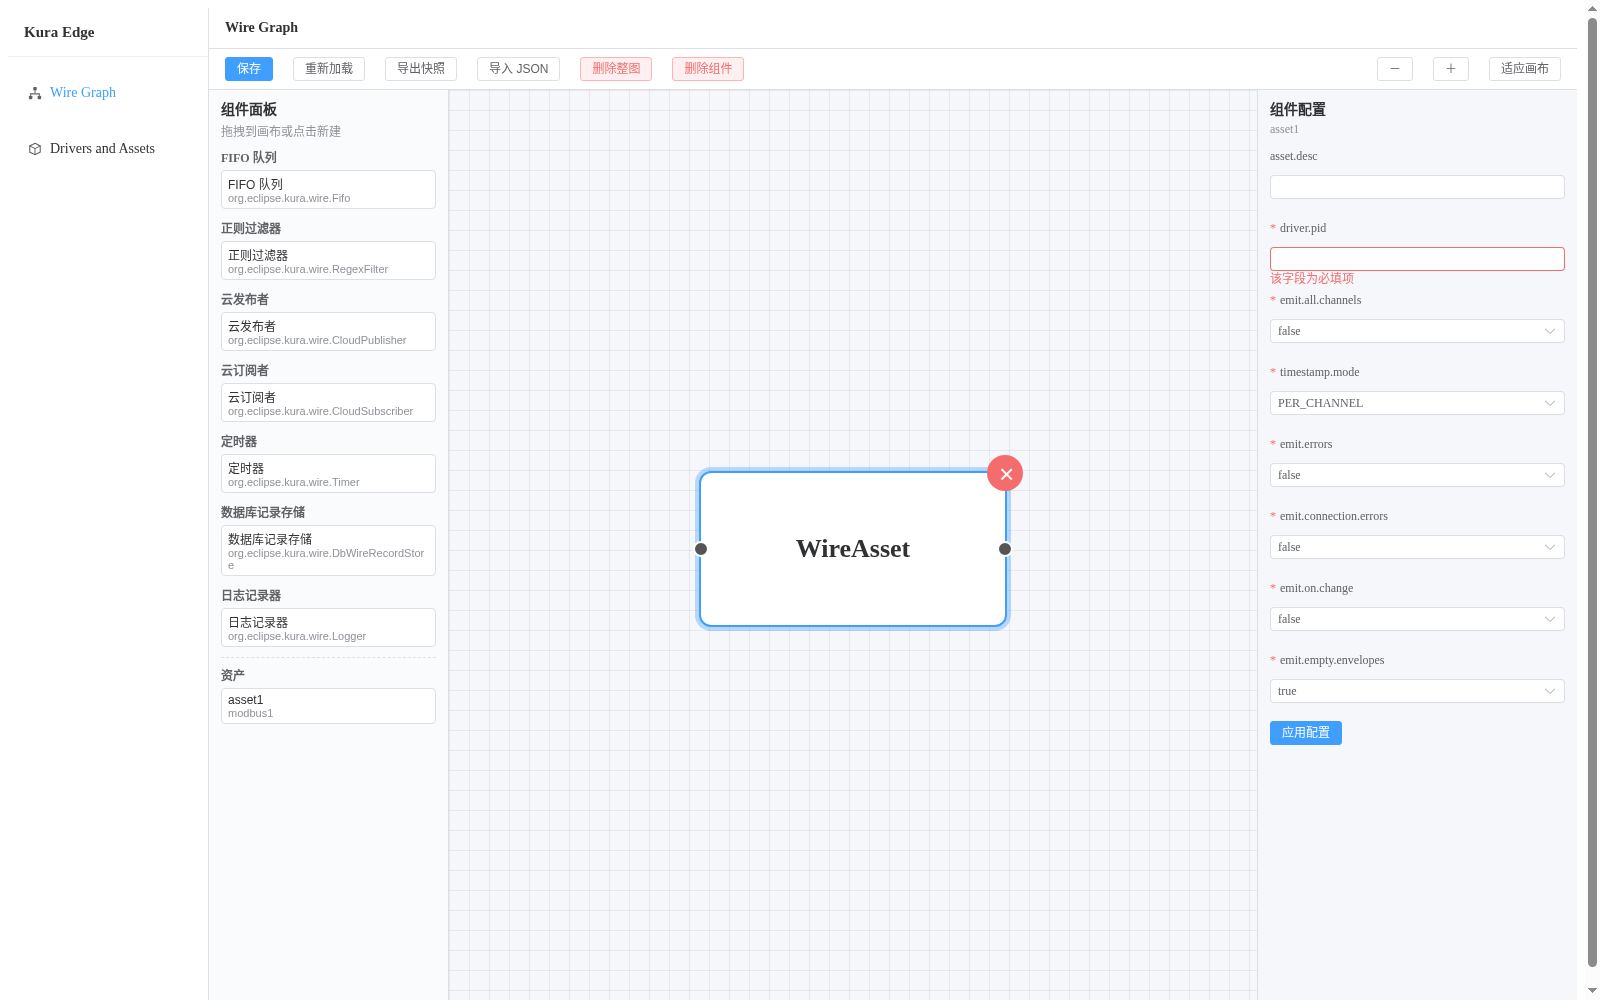 Kura Edge
Wire Graph
Drivers and Assets
Wire Graph
保存
重新加载
导出快照
导入 JSON
删除整图
删除组件
适应画布
组件面板
拖拽到画布或点击新建
FIFO 队列
FIFO 队列
org.eclipse.kura.wire.Fifo
正则过滤器
正则过滤器
org.eclipse.kura.wire.RegexFilter
云发布者
云发布者
org.eclipse.kura.wire.CloudPublisher
云订阅者
云订阅者
org.eclipse.kura.wire.CloudSubscriber
定时器
定时器
org.eclipse.kura.wire.Timer
数据库记录存储
数据库记录存储
org.eclipse.kura.wire.DbWireRecordStor
e
日志记录器
日志记录器
org.eclipse.kura.wire.Logger
资产
asset1
modbus1
WireAsset
组件配置
asset1
asset.desc
* driver.pid
该字段为必填项
* emit.all.channels
false
* timestamp.mode
PER_CHANNEL
* emit.errors
false
* emit.connection.errors
false
* emit.on.change
false
* emit.empty.envelopes
true
应用配置